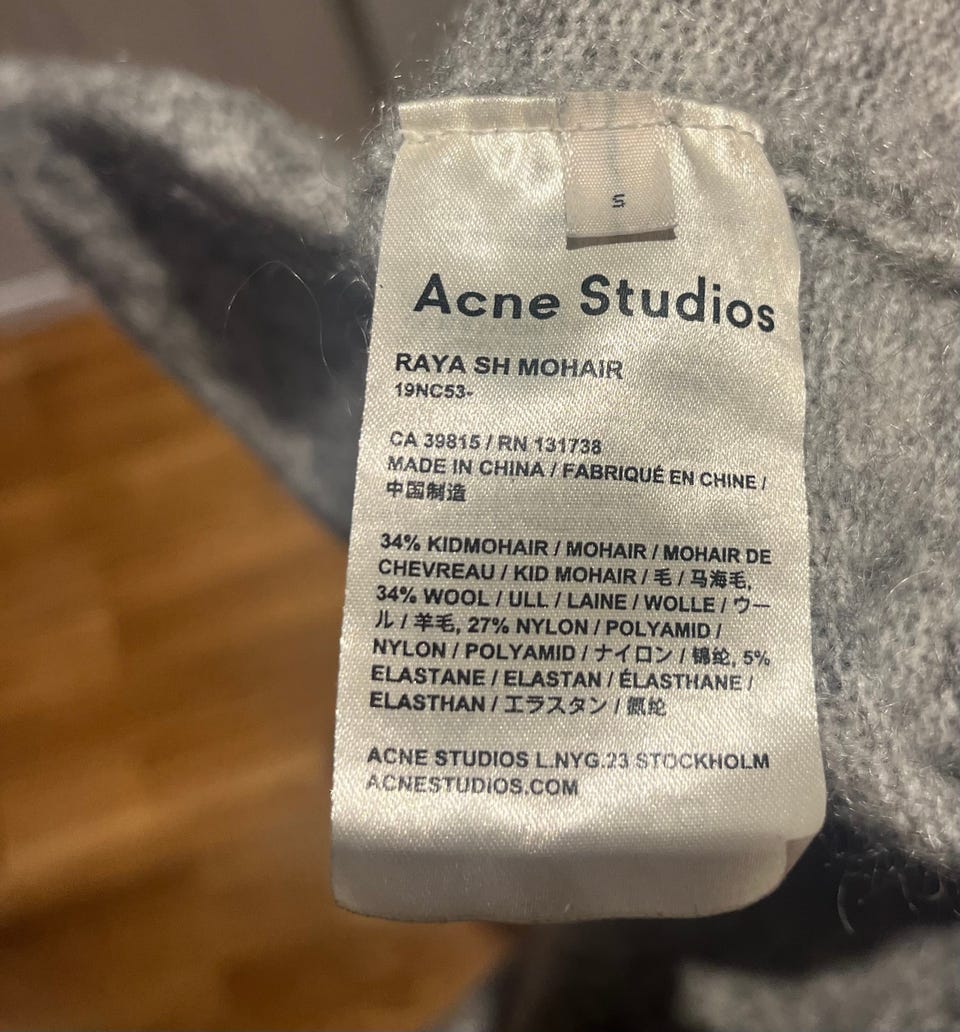 S
Acne Studios
RAYA SH MOHAIR
19NC53-
CA 39815 / RN 131738
MADE IN CHINA / FABRIQUÉ EN CHINE /
中国制造
34% KIDMOHAIR / MOHAIR / MOHAIR DE
CHEVREAU / KID MOHAIR / 毛 / 马海毛,
34% WOOL / ULL / LAINE / WOLLE / ウー
ル / 羊毛, 27% NYLON / POLYAMID /
NYLON / POLYAMID / ナイロン / 锦纶, 5%
ELASTANE / ELASTAN / ÉLASTHANE /
ELASTHAN / エラスタン / 氨纶
ACNE STUDIOS L.NYG.23 STOCKHOLM
ACNESTUDIOS.COM